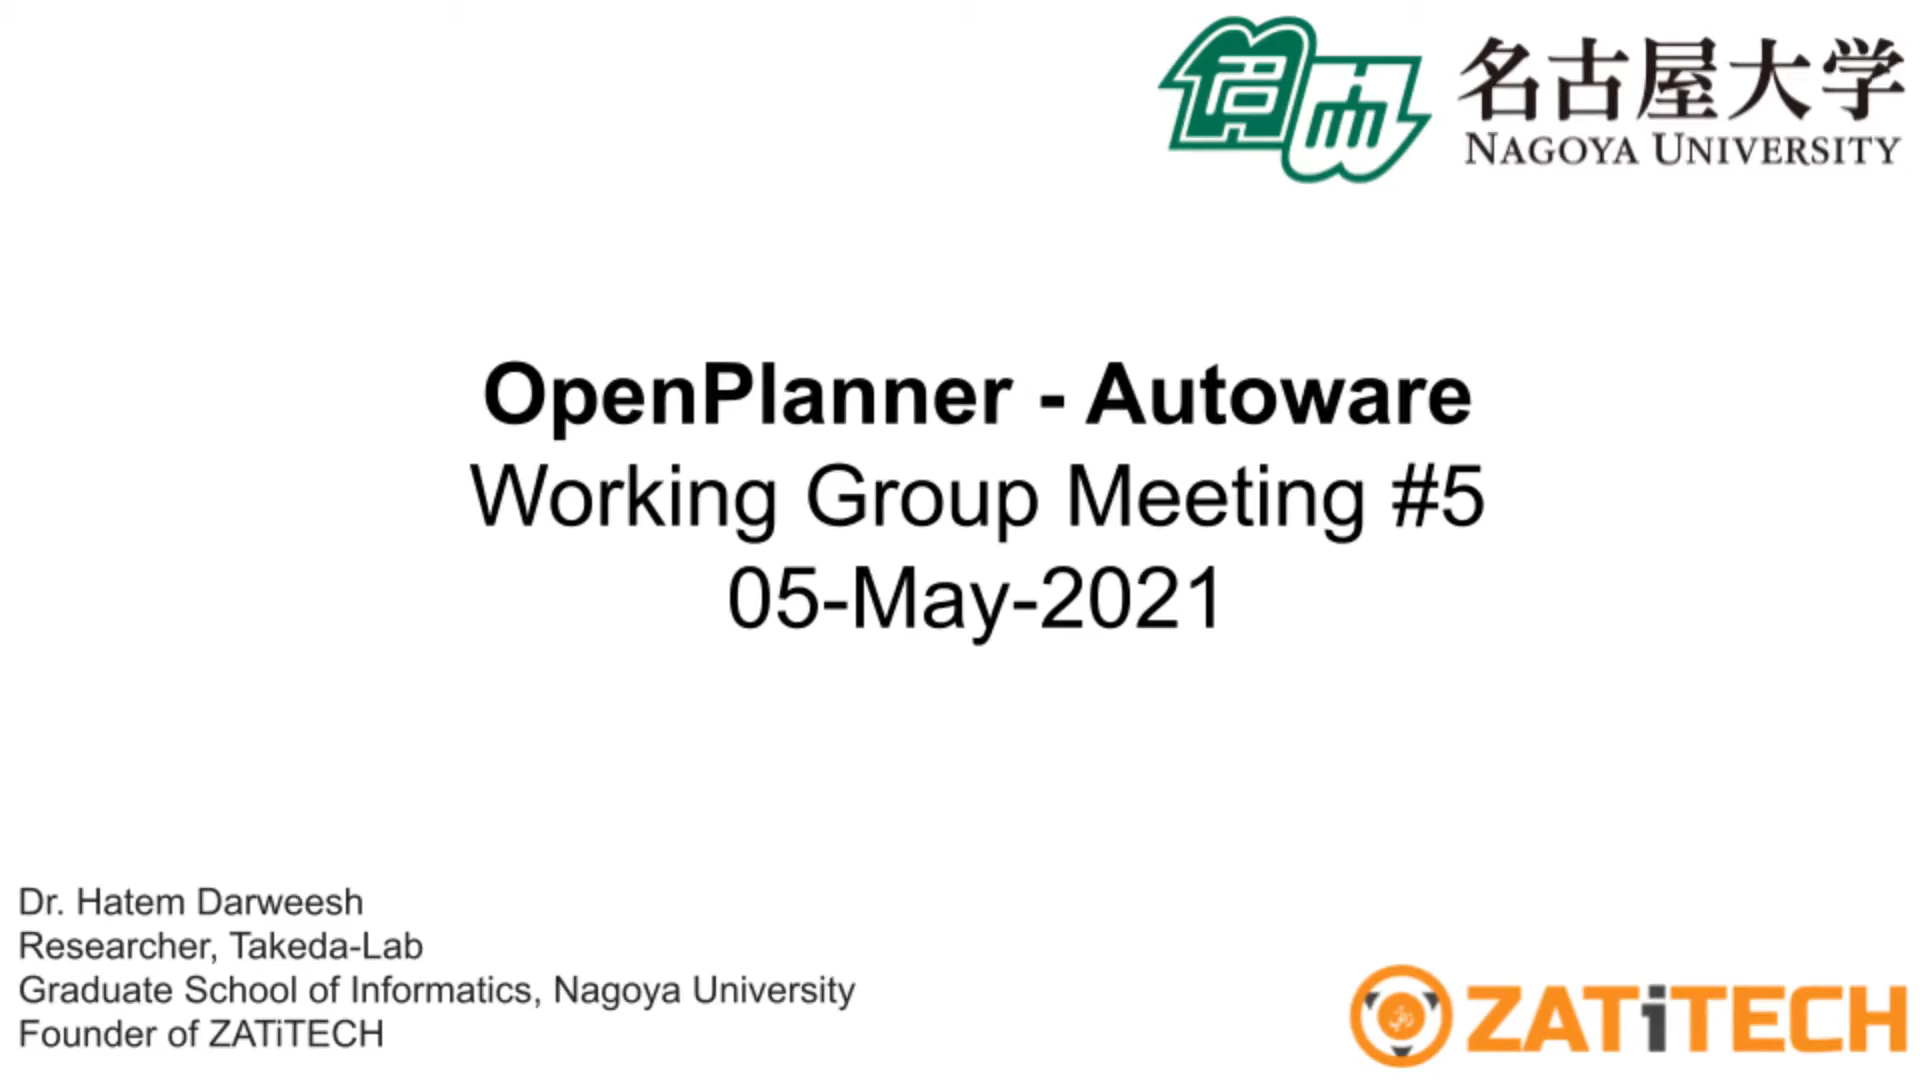 名古屋大学
NAGOYA UNIVERSITY
OpenPlanner - Autoware
Working Group Meeting #5
05-May-2021
Dr. Hatem Darweesh
Researcher, Takeda-Lab
Graduate School of Informatics, Nagoya University
Founder of ZATiTECH
ZATiTECH